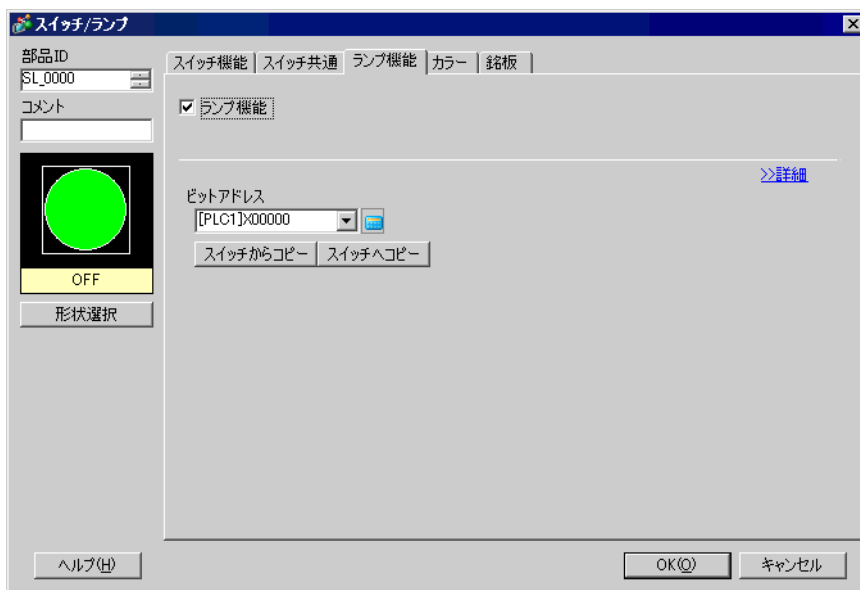 スイッチ/ランプ
部品ID
SL_0000
コメント
OFF
形状選択
スイッチ機能
スイッチ共通
ランプ機能
カラー
銘板
ランプ機能
>>詳細
ビットアドレス
[PLC1]X00000
スイッチからコピー
スイッチへコピー
ヘルプ(H)
OK(O)
キャンセル